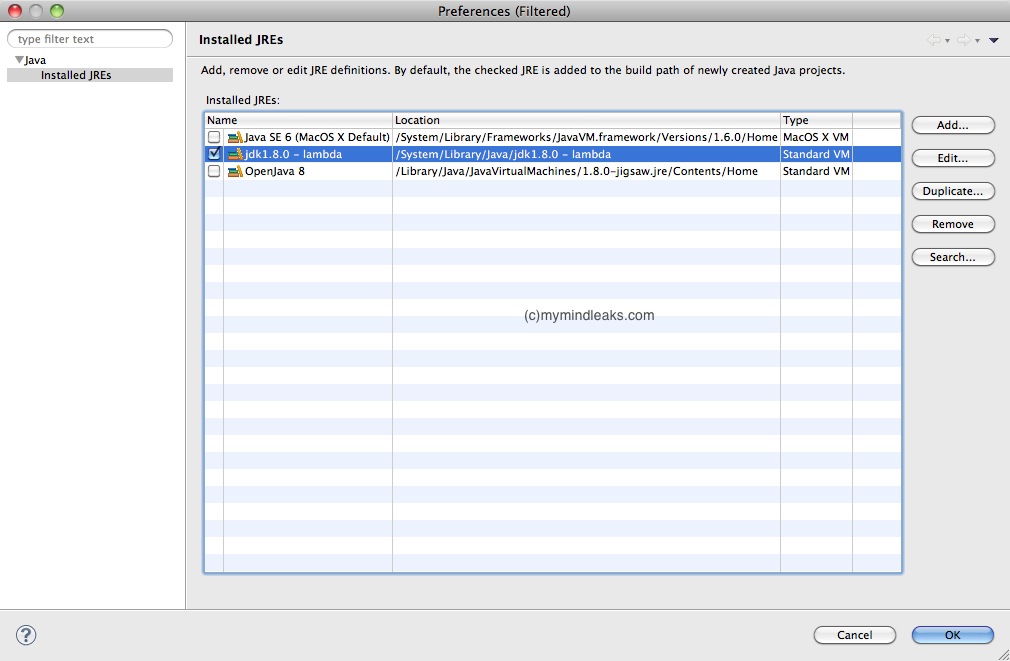 Preferences (Filtered)
type filter text
Java
Installed JREs
Installed JREs
Add, remove or edit JRE definitions. By default, the checked JRE is added to the build path of newly created Java projects.
Installed JREs:
Name Location Type
Java SE 6 (MacOS X Default) /System/Library/Frameworks/JavaVM.framework/Versions/1.6.0/Home MacOS X VM
jdk1.8.0 - lambda /System/Library/Java/jdk1.8.0 - lambda Standard VM
OpenJava 8 /Library/Java/JavaVirtualMachines/1.8.0-jigsaw.jre/Contents/Home Standard VM
Add...
Edit...
Duplicate...
Remove
Search...
(c)mymindleaks.com
?
Cancel OK